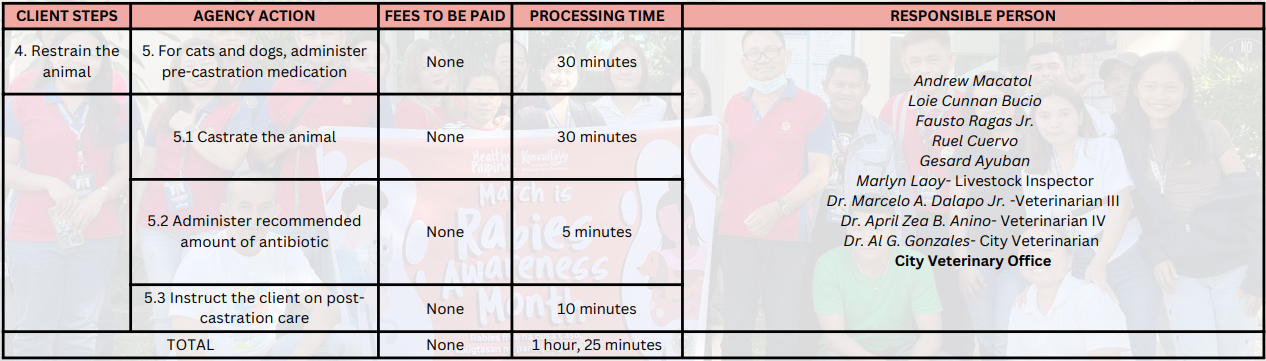 CLIENT STEPS AGENCY ACTION FEES TO BE PAID PROCESSING TIME RESPONSIBLE PERSON
4. Restrain the
animal
5. For cats and dogs, administer
pre-castration medication
None
30 minutes
5.1 Castrate the animal
None
30 minutes
5.2 Administer recommended
amount of antibiotic
None
5 minutes
5.3 Instruct the client on post-
castration care
None
10 minutes
Andrew Macatol
Loie Cunnan Bucio
Fausto Ragas Jr.
Ruel Cuervo
Gesard Ayuban
Marlyn Laoy- Livestock Inspector
Dr. Marcelo A. Dalapo Jr. -Veterinarian III
Dr. April Zea B. Anino- Veterinarian IV
Dr. Al G. Gonzales- City Veterinarian
City Veterinary Office
TOTAL None 1 hour, 25 minutes
March is
Rabies
Awareness
Month
NO